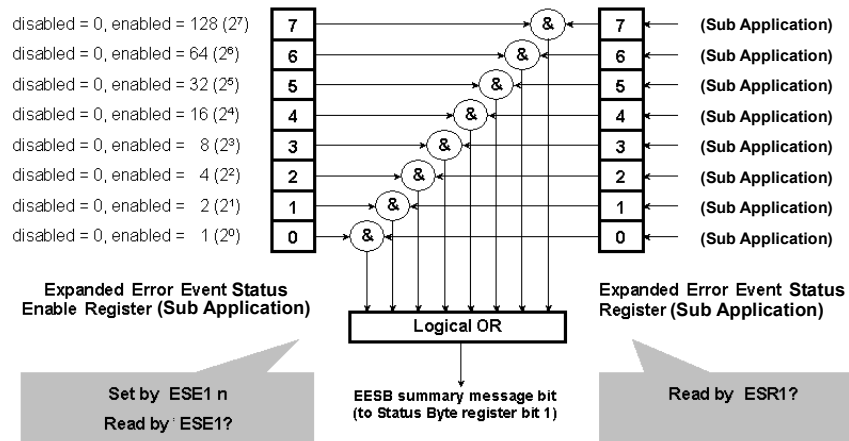 disabled = 0, enabled = 128 (2⁷) 7 & 7 (Sub Application)
disabled = 0, enabled = 64 (2⁶) 6 & 6 (Sub Application)
disabled = 0, enabled = 32 (2⁵) 5 & 5 (Sub Application)
disabled = 0, enabled = 16 (2⁴) 4 & 4 (Sub Application)
disabled = 0, enabled = 8 (2³) 3 & 3 (Sub Application)
disabled = 0, enabled = 4 (2²) 2 & 2 (Sub Application)
disabled = 0, enabled = 2 (2¹) 1 & 1 (Sub Application)
disabled = 0, enabled = 1 (2⁰) 0 & 0 (Sub Application)
Expanded Error Event Status
Enable Register (Sub Application)
Expanded Error Event Status
Register (Sub Application)
Logical OR
Set by ESE1 n
Read by ESE1?
EESB summary message bit
(to Status Byte register bit 1)
Read by ESR1?